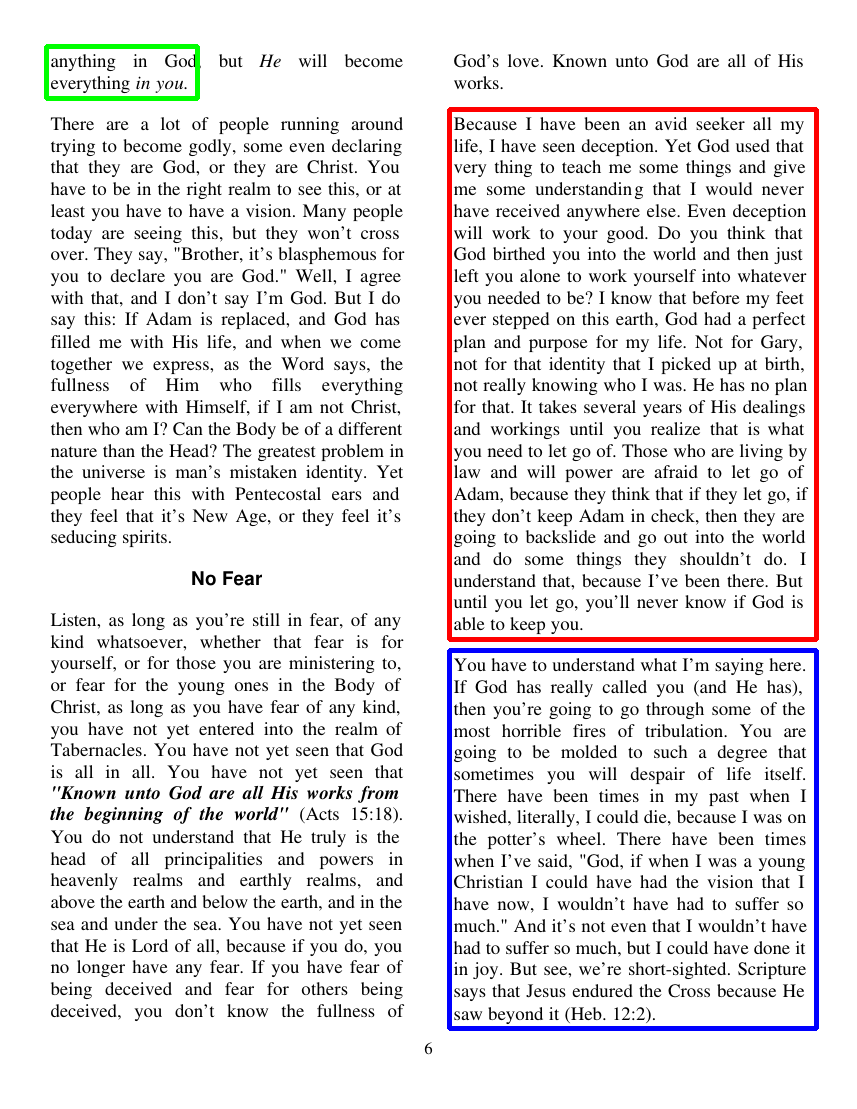 anything in God, but He will become
everything in you.
There are a lot of people running around
trying to become godly, some even declaring
that they are God, or they are Christ. You
have to be in the right realm to see this, or at
least you have to have a vision. Many people
today are seeing this, but they won't cross
over. They say, "Brother, it's blasphemous for
you to declare you are God." Well, I agree
with that, and I don't say I'm God. But I do
say this: If Adam is replaced, and God has
filled me with His life, and when we come
together we express, as the Word says, the
fullness of Him who fills everything
everywhere with Himself, if I am not Christ,
then who am I? Can the Body be of a different
nature than the Head? The greatest problem in
the universe is man's mistaken identity. Yet
people hear this with Pentecostal ears and
they feel that it's New Age, or they feel it's
seducing spirits.
No Fear
Listen, as long as you're still in fear, of any
kind whatsoever, whether that fear is for
yourself, or for those you are ministering to,
or fear for the young ones in the Body of
Christ, as long as you have fear of any kind,
you have not yet entered into the realm of
Tabernacles. You have not yet seen that God
is all in all. You have not yet seen that
"Known unto God are all His works from
the beginning of the world" (Acts 15:18).
You do not understand that He truly is the
head of all principalities and powers in
heavenly realms and earthly realms, and
above the earth and below the earth, and in the
sea and under the sea. You have not yet seen
that He is Lord of all, because if you do, you
no longer have any fear. If you have fear of
being deceived and fear for others being
deceived, you don't know the fullness of
God's love. Known unto God are all of His
works.
Because I have been an avid seeker all my
life, I have seen deception. Yet God used that
very thing to teach me some things and give
me some understanding that I would never
have received anywhere else. Even deception
will work to your good. Do you think that
God birthed you into the world and then just
left you alone to work yourself into whatever
you needed to be? I know that before my feet
ever stepped on this earth, God had a perfect
plan and purpose for my life. Not for Gary,
not for that identity that I picked up at birth,
not really knowing who I was. He has no plan
for that. It takes several years of His dealings
and workings until you realize that is what
you need to let go of. Those who are living by
law and will power are afraid to let go of
Adam, because they think that if they let go, if
they don't keep Adam in check, then they are
going to backslide and go out into the world
and do some things they shouldn't do. I
understand that, because I've been there. But
until you let go, you'll never know if God is
able to keep you.
You have to understand what I'm saying here.
If God has really called you (and He has),
then you're going to go through some of the
most horrible fires of tribulation. You are
going to be molded to such a degree that
sometimes you will despair of life itself.
There have been times in my past when I
wished, literally, I could die, because I was on
the potter's wheel. There have been times
when I've said, "God, if when I was a young
Christian I could have had the vision that I
have now, I wouldn't have had to suffer so
much." And it's not even that I wouldn't have
had to suffer so much, but I could have done it
in joy. But see, we're short-sighted. Scripture
says that Jesus endured the Cross because He
saw beyond it (Heb. 12:2).
6